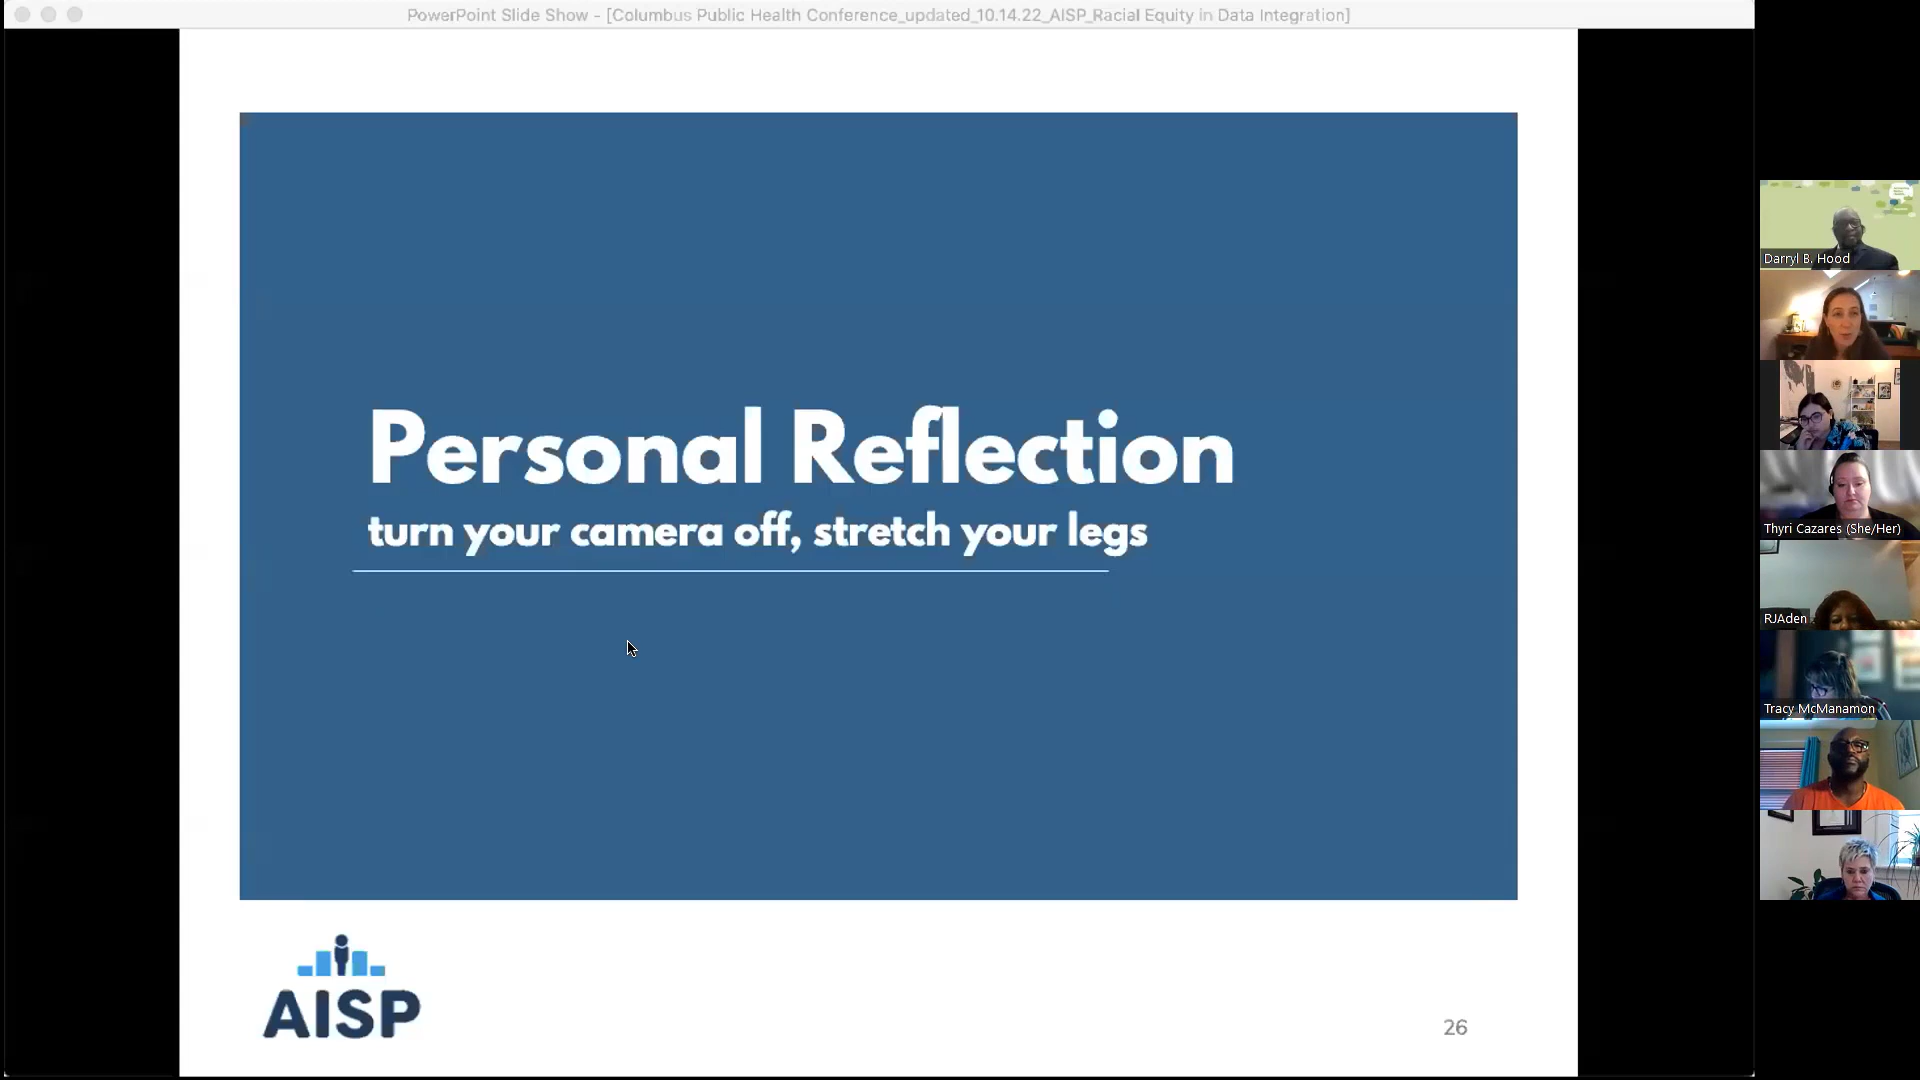 PowerPoint Slide Show - [Columbus Public Health Conference_updated_10.14.22_AISP_Racial Equity in Data Integration]
Personal Reflection
turn your camera off, stretch your legs
AISP
26
Darryl B. Hood
Thyri Cazares (She/Her)
RJAden
Tracy McManamon